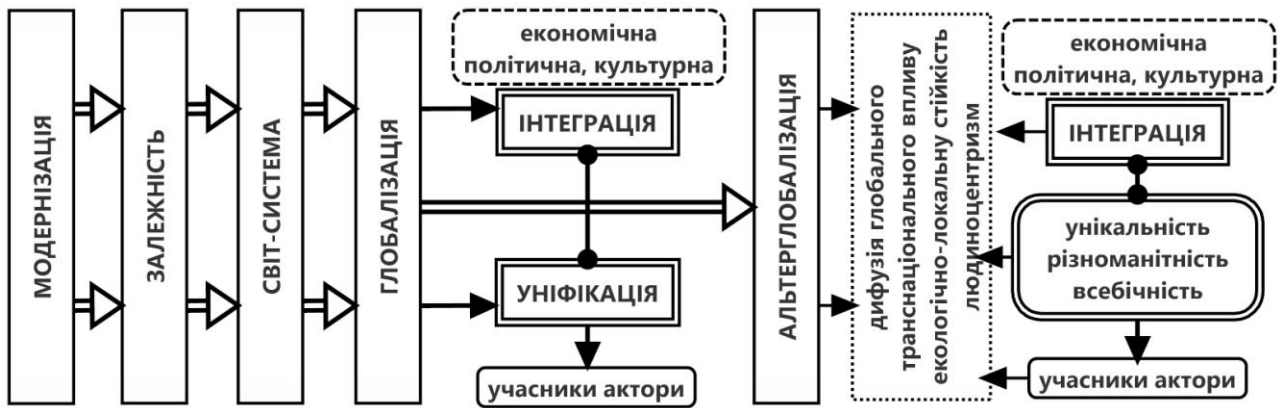 МОДЕРНІЗАЦІЯ
ЗАЛЕЖНІСТЬ
СВІТ-СИСТЕМА
ГЛОБАЛІЗАЦІЯ
економічна
політична, культурна
ІНТЕГРАЦІЯ
УНІФІКАЦІЯ
учасники актори
АЛЬТЕРГЛОБАЛІЗАЦІЯ
дифузія глобального
транснаціонального впливу
екологічно-локальну стійкість
людиноцентризм
економічна
політична, культурна
ІНТЕГРАЦІЯ
унікальність
різноманітність
всебічність
учасники актори